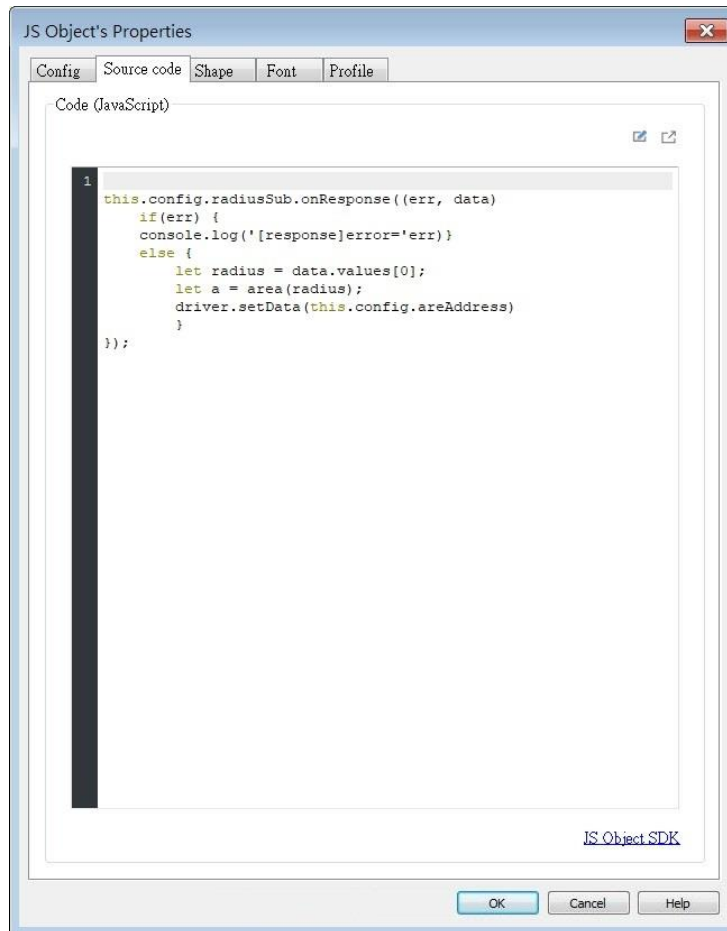 JS Object's Properties
Config Source code Shape Font Profile
Code (JavaScript)
1
this.config.radiusSub.onResponse((err, data)
if(err) {
console.log('[response]error='err)}
else {
let radius = data.values[0];
let a = area(radius);
driver.setData(this.config.areAddress)
}
});
JS Object SDK
OK Cancel Help